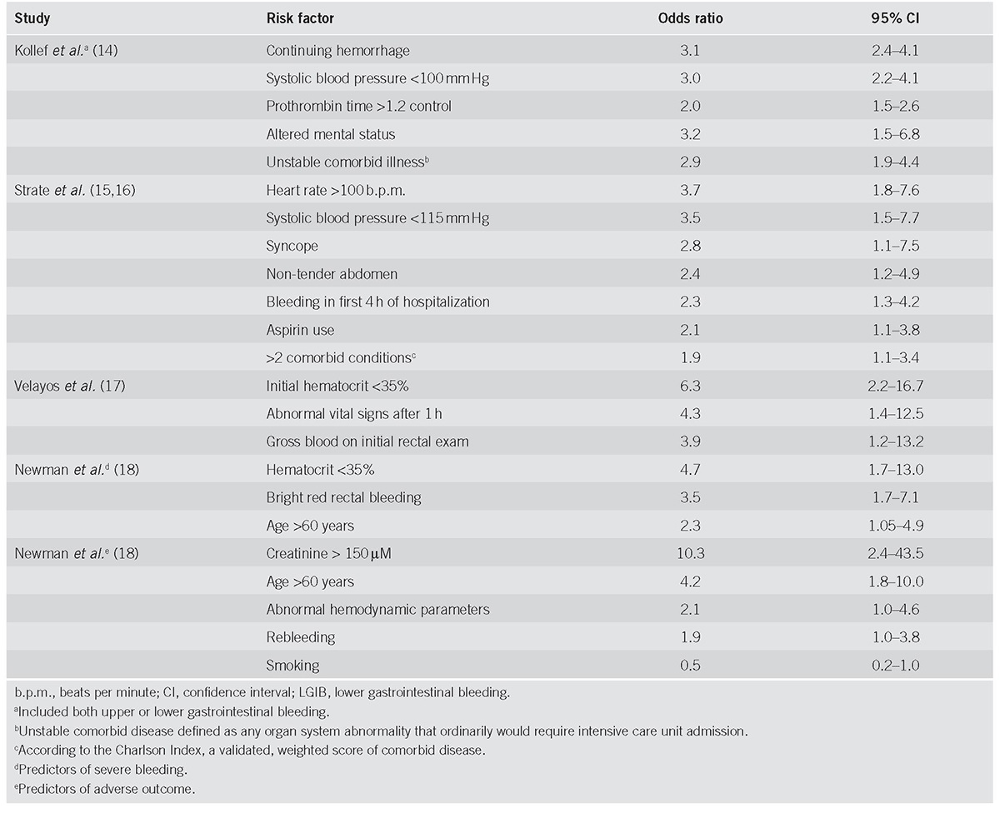 Study Risk factor Odds ratio 95% CI
Kollef et al.ᵃ (14) Continuing hemorrhage 3.1 2.4–4.1
Systolic blood pressure <100 mm Hg 3.0 2.2–4.1
Prothrombin time >1.2 control 2.0 1.5–2.6
Altered mental status 3.2 1.5–6.8
Unstable comorbid illnessᵇ 2.9 1.9–4.4
Strate et al. (15,16) Heart rate >100 b.p.m. 3.7 1.8–7.6
Systolic blood pressure <115 mm Hg 3.5 1.5–7.7
Syncope 2.8 1.1–7.5
Non-tender abdomen 2.4 1.2–4.9
Bleeding in first 4 h of hospitalization 2.3 1.3–4.2
Aspirin use 2.1 1.1–3.8
>2 comorbid conditionsᶜ 1.9 1.1–3.4
Velayos et al. (17) Initial hematocrit <35% 6.3 2.2–16.7
Abnormal vital signs after 1 h 4.3 1.4–12.5
Gross blood on initial rectal exam 3.9 1.2–13.2
Newman et al.ᵈ (18) Hematocrit <35% 4.7 1.7–13.0
Bright red rectal bleeding 3.5 1.7–7.1
Age >60 years 2.3 1.05–4.9
Newman et al.ᵉ (18) Creatinine > 150 μM 10.3 2.4–43.5
Age >60 years 4.2 1.8–10.0
Abnormal hemodynamic parameters 2.1 1.0–4.6
Rebleeding 1.9 1.0–3.8
Smoking 0.5 0.2–1.0
b.p.m., beats per minute; CI, confidence interval; LGIB, lower gastrointestinal bleeding.
ᵃIncluded both upper or lower gastrointestinal bleeding.
ᵇUnstable comorbid disease defined as any organ system abnormality that ordinarily would require intensive care unit admission.
ᶜAccording to the Charlson Index, a validated, weighted score of comorbid disease.
ᵈPredictors of severe bleeding.
ᵉPredictors of adverse outcome.